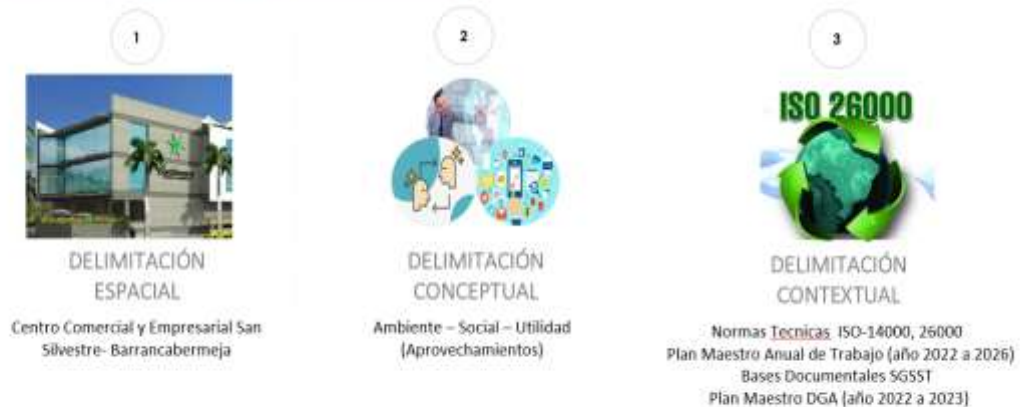 1
DELIMITACIÓN
ESPACIAL
Centro Comercial y Empresarial San
Silvestre- Barrancabermeja
2
DELIMITACIÓN
CONCEPTUAL
Ambiente – Social – Utilidad
(Aprovechamientos)
3
ISO 26000
DELIMITACIÓN
CONTEXTUAL
Normas Tecnicas ISO-14000, 26000
Plan Maestro Anual de Trabajo (año 2022 a 2026)
Bases Documentales SGSST
Plan Maestro DGA (año 2022 a 2023)